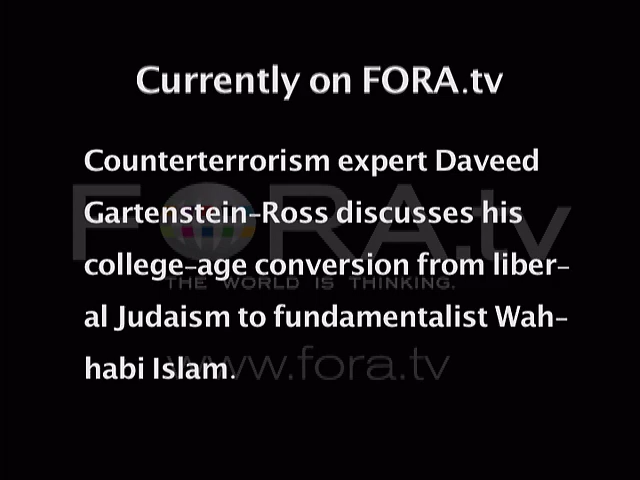 Currently on FORA.tv
Counterterrorism expert Daveed
Gartenstein-Ross discusses his
FORA.tv
college-age conversion from liber-
THE WORLD IS THINKING.
al Judaism to fundamentalist Wah-
habi Islam.
www.fora.tv